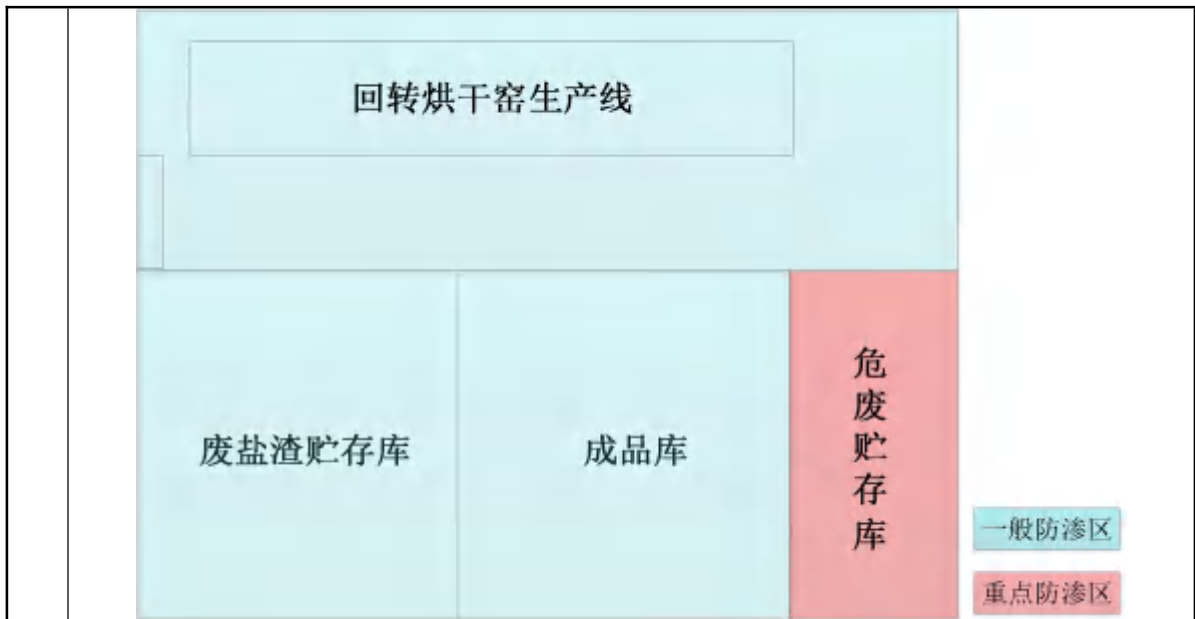 回转烘干窑生产线
废盐渣贮存库
成品库
危废贮存库
一般防渗区
重点防渗区